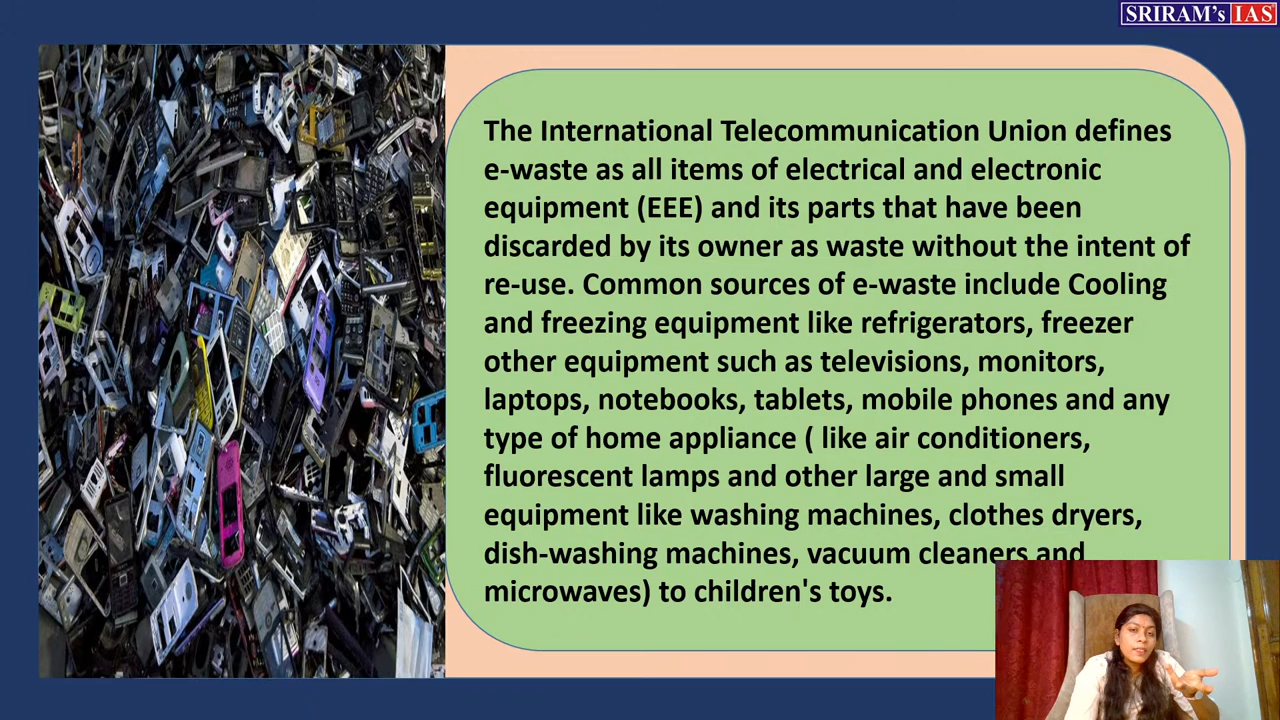 SRIRAM's IAS
The International Telecommunication Union defines
e-waste as all items of electrical and electronic
equipment (EEE) and its parts that have been
discarded by its owner as waste without the intent of
re-use. Common sources of e-waste include Cooling
and freezing equipment like refrigerators, freezer
other equipment such as televisions, monitors,
laptops, notebooks, tablets, mobile phones and any
type of home appliance ( like air conditioners,
fluorescent lamps and other large and small
equipment like washing machines, clothes dryers,
dish-washing machines, vacuum cleaners and
microwaves) to children's toys.